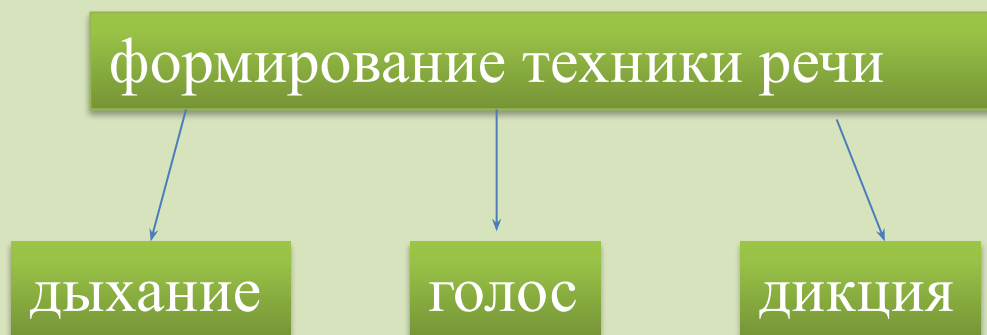 формирование техники речи
дыхание
голос
дикция